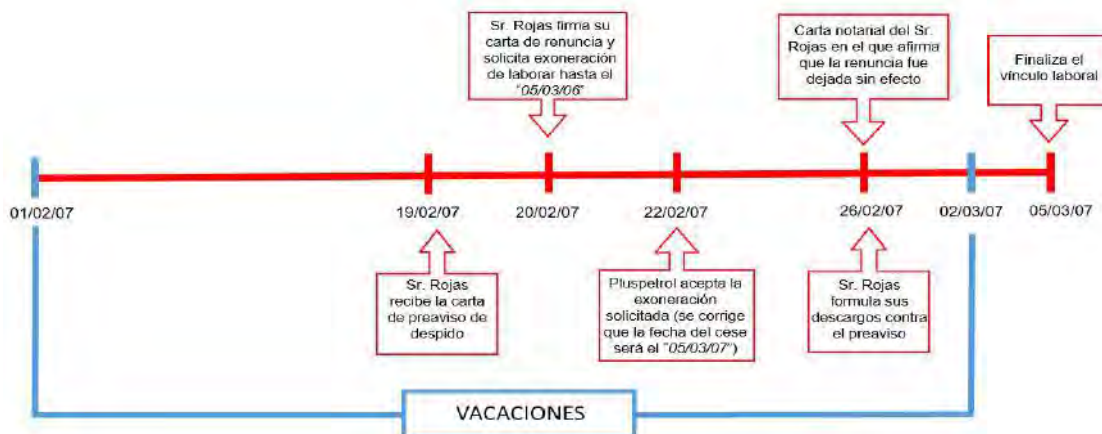 Sr. Rojas firma su
carta de renuncia y
solicita exoneración
de laborar hasta el
"05/03/06"
Carta notarial del Sr.
Rojas en el que afirma
que la renuncia fue
dejada sin efecto
Finaliza el
vínculo laboral
01/02/07
19/02/07
20/02/07
22/02/07
26/02/07
02/03/07
05/03/07
Sr. Rojas
recibe la carta
de preaviso de
despido
Pluspetrol acepta la
exoneración
solicitada (se corrige
que la fecha del cese
será el "05/03/07")
Sr. Rojas
formula sus
descargos contra
el preaviso
VACACIONES